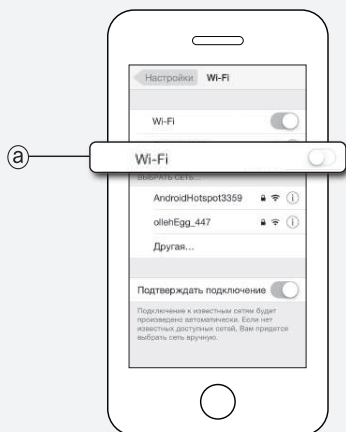 Настройки Wi-Fi
Wi-Fi
ⓐ Wi-Fi
ВЫБРАТЬ СЕТЬ...
AndroidHotspot3359
ollehEgg_447
Другая...
Подтверждать подключение
Подключение к известным сетям будет
произведено автоматически. Если нет
известных доступных сетей, Вам придется
выбрать сеть вручную.